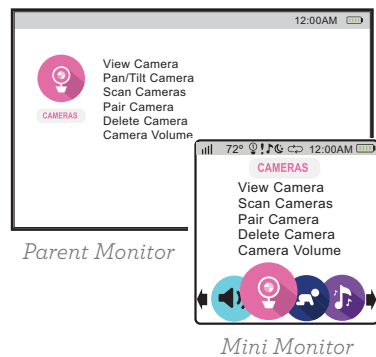 12:00AM
View Camera
Pan/Tilt Camera
Scan Cameras
Pair Camera
Delete Camera
Camera Volume
CAMERAS
Parent Monitor
72° 12:00AM
CAMERAS
View Camera
Scan Cameras
Pair Camera
Delete Camera
Camera Volume
Mini Monitor